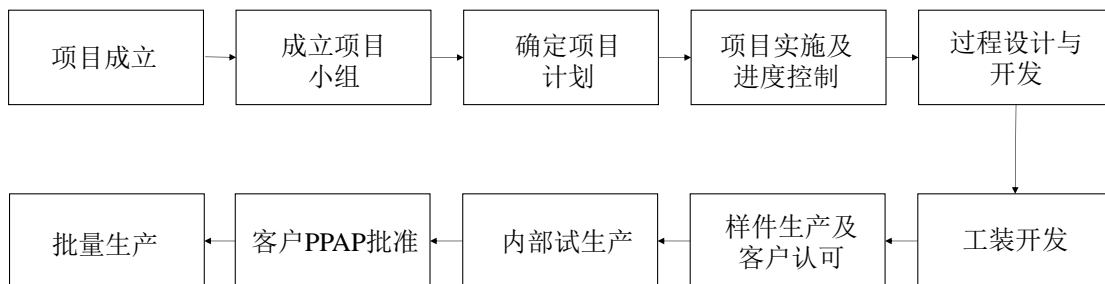 项目成立
成立项目
小组
确定项目
计划
项目实施及
进度控制
过程设计与
开发
工装开发
样件生产及
客户认可
内部试生产
客户PPAP批准
批量生产